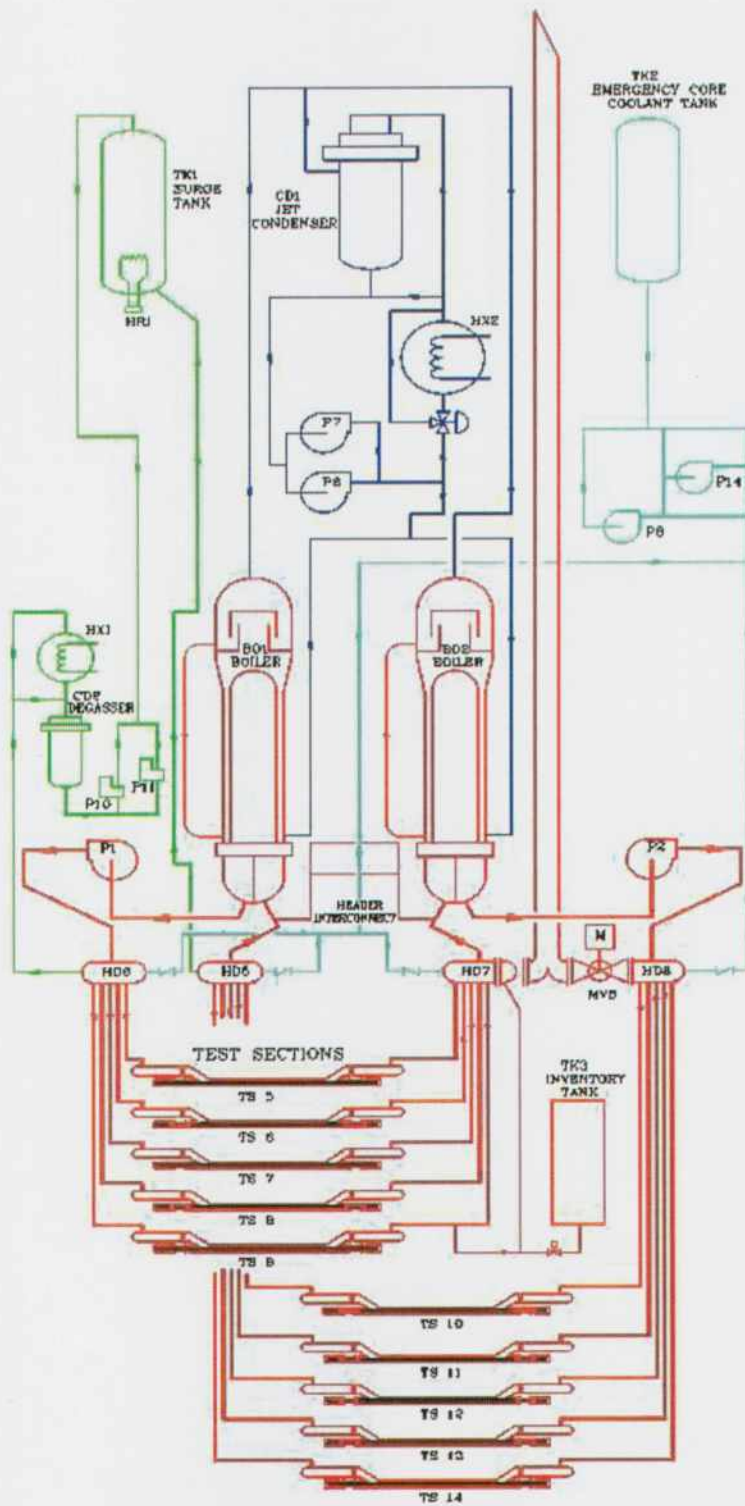 TK2
EMERGENCY CORE
COOLANT TANK
TK1
SURGE
TANK
CD1
JET
CONDENSER
HR1
HX2
P7
P14
P8
HX1
BO1
BOILER
BO2
BOILER
DEGASSER
P11
P10
P1
P2
HEADER
INTERCONNECT
M
HD5
HD7
HD8
MV5
TEST SECTIONS
TS 5
TK3
INVENTORY
TANK
TS 6
TS 7
TS 8
TS 9
TS 10
TS 11
TS 12
TS 13
TS 14